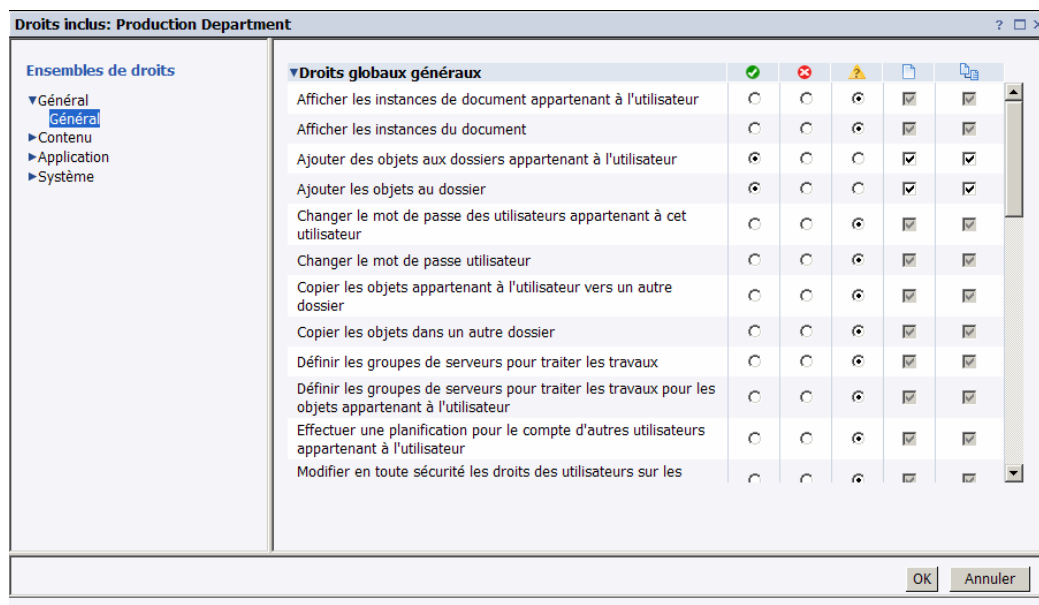 Droits inclus: Production Department
?
Ensembles de droits
▼Général
Général
►Contenu
►Application
►Système
▼Droits globaux généraux
Afficher les instances de document appartenant à l'utilisateur
Afficher les instances du document
Ajouter des objets aux dossiers appartenant à l'utilisateur
Ajouter les objets au dossier
Changer le mot de passe des utilisateurs appartenant à cet
utilisateur
Changer le mot de passe utilisateur
Copier les objets appartenant à l'utilisateur vers un autre
dossier
Copier les objets dans un autre dossier
Définir les groupes de serveurs pour traiter les travaux
Définir les groupes de serveurs pour traiter les travaux pour les
objets appartenant à l'utilisateur
Effectuer une planification pour le compte d'autres utilisateurs
appartenant à l'utilisateur
Modifier en toute sécurité les droits des utilisateurs sur les
OK
Annuler